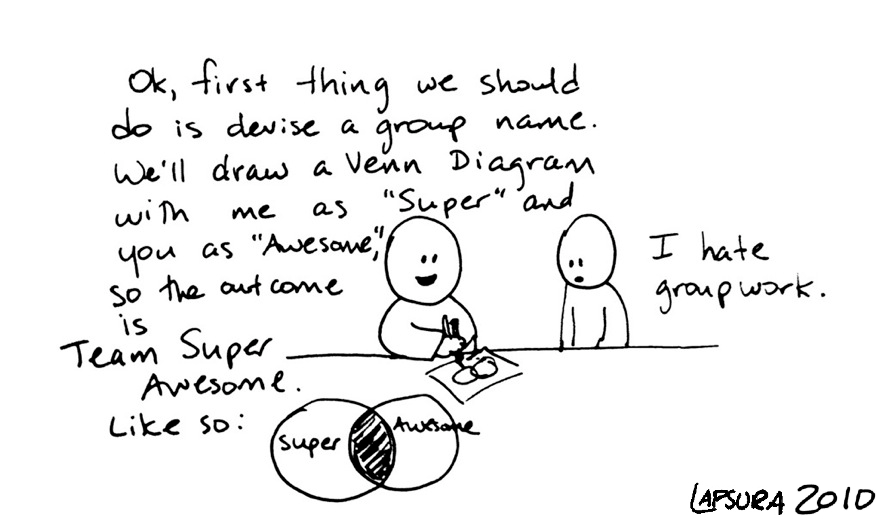 Ok, first thing we should
do is devise a group name.
We'll draw a Venn Diagram
with me as "Super" and
you as "Awesome,"
so the outcome
is
Team Super
Awesome.
Like so:
Super
Awesome
I hate
groupwork.
LAFSURA 2010